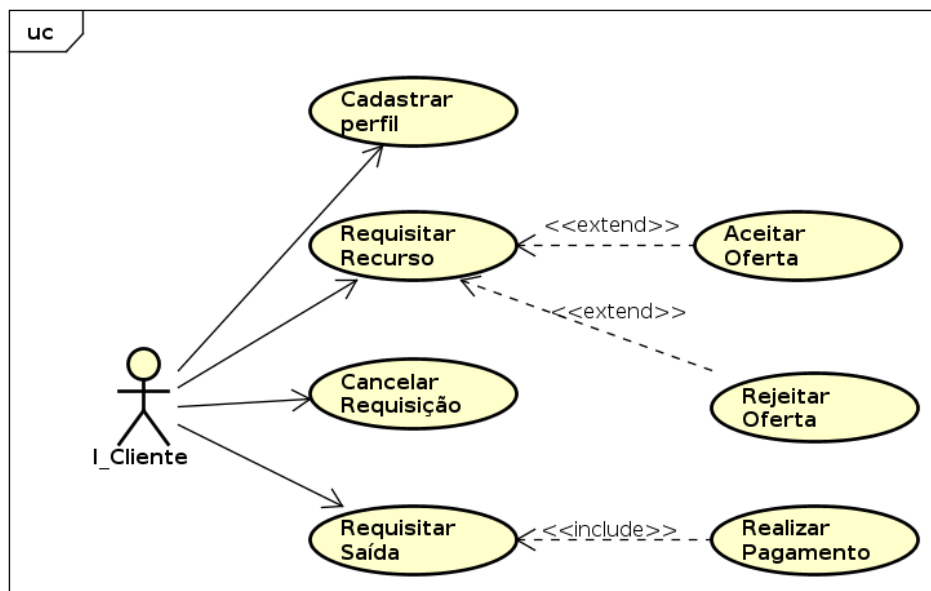 uc
Cadastrar
perfil
Requisitar
Recurso
<<extend>>
Aceitar
Oferta
<<extend>>
Cancelar
Requisição
Rejeitar
Oferta
I_Cliente
Requisitar
Saída
<<include>>
Realizar
Pagamento